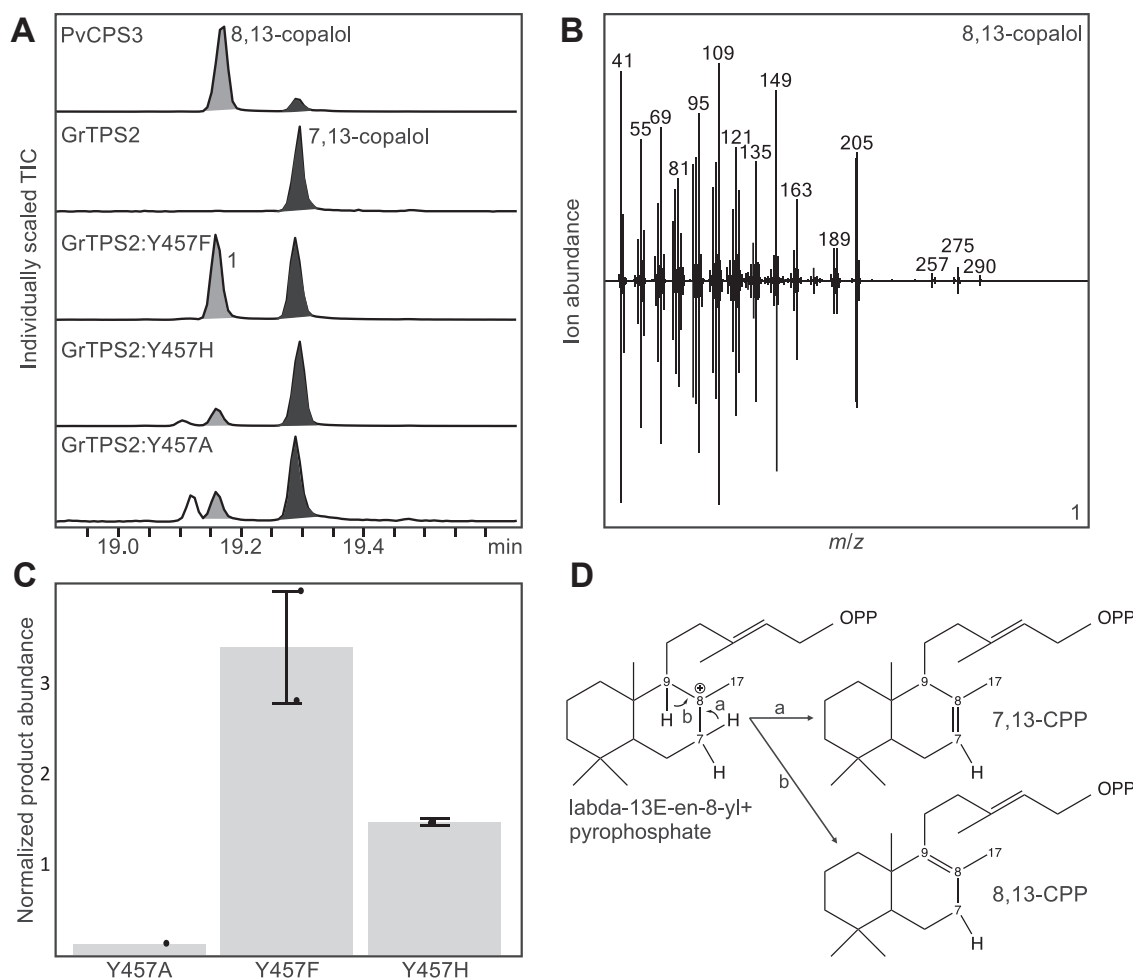 A
Individually scaled TIC
PvCPS3
8,13-copalol
GrTPS2
7,13-copalol
GrTPS2:Y457F
1
GrTPS2:Y457H
GrTPS2:Y457A
19.0 19.2 19.4 min
B
Ion abundance
8,13-copalol
41
55
69
81
95
109
121
135
149
163
189
205
257
275
290
1
m/z
C
Normalized product abundance
3
2
1
Y457A Y457F Y457H
D
OPP
9
8
17
H
b
a
H
7
H
labda-13E-en-8-yl+
pyrophosphate
a
b
OPP
9
17
8
7
H
7,13-CPP
OPP
9
17
8
7
H
8,13-CPP